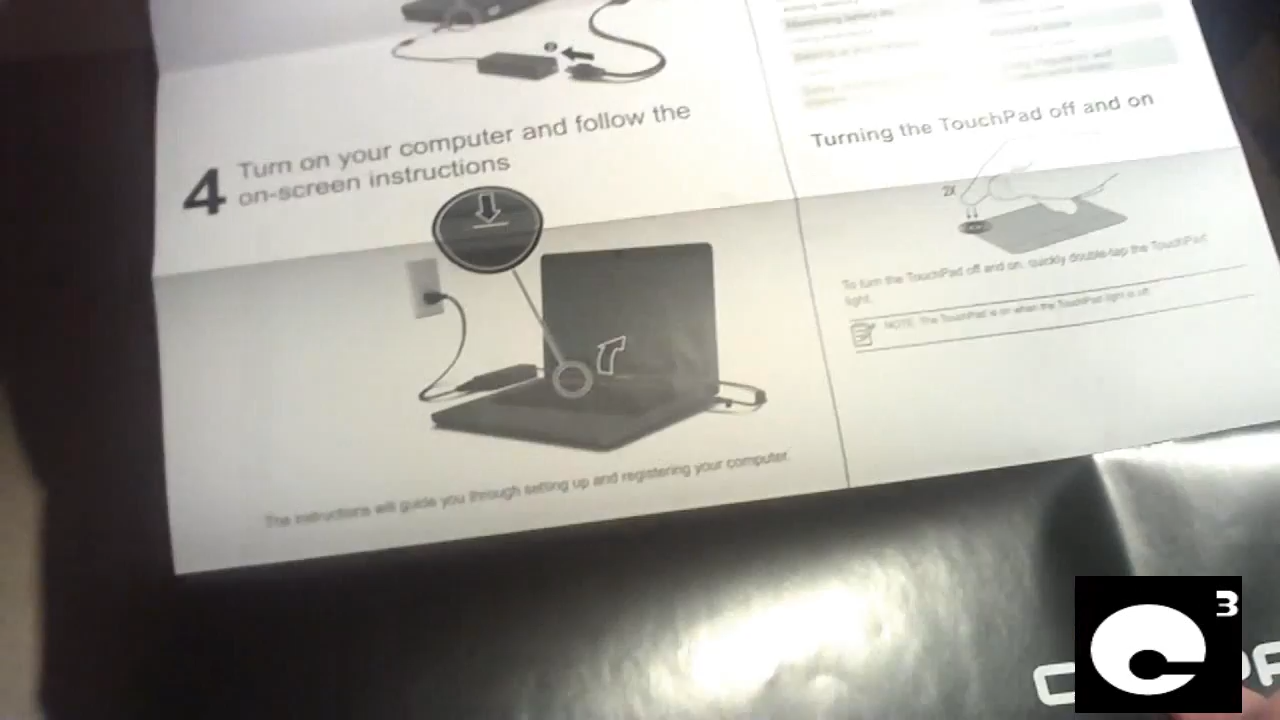 4 Turn on your computer and follow the
on-screen instructions
The instructions will guide you through setting up and registering your computer.
Turning the TouchPad off and on
2X
To turn the TouchPad off and on, quickly double-tap the TouchPad
light.
NOTE: The TouchPad is on when the TouchPad light is off.
3